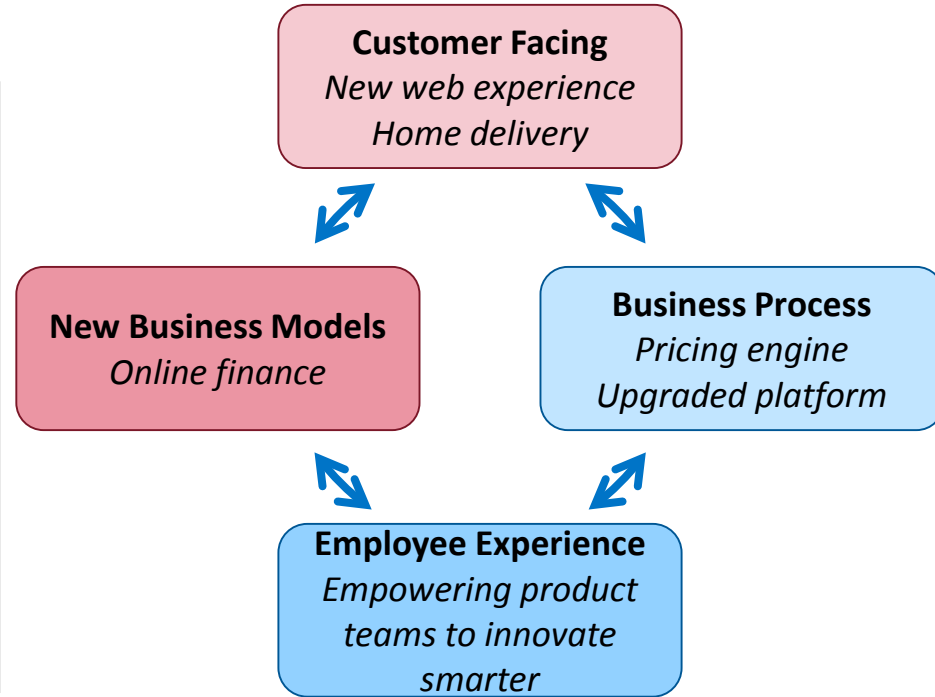 Customer Facing
New web experience
Home delivery
New Business Models
Online finance
Business Process
Pricing engine
Upgraded platform
Employee Experience
Empowering product
teams to innovate
smarter